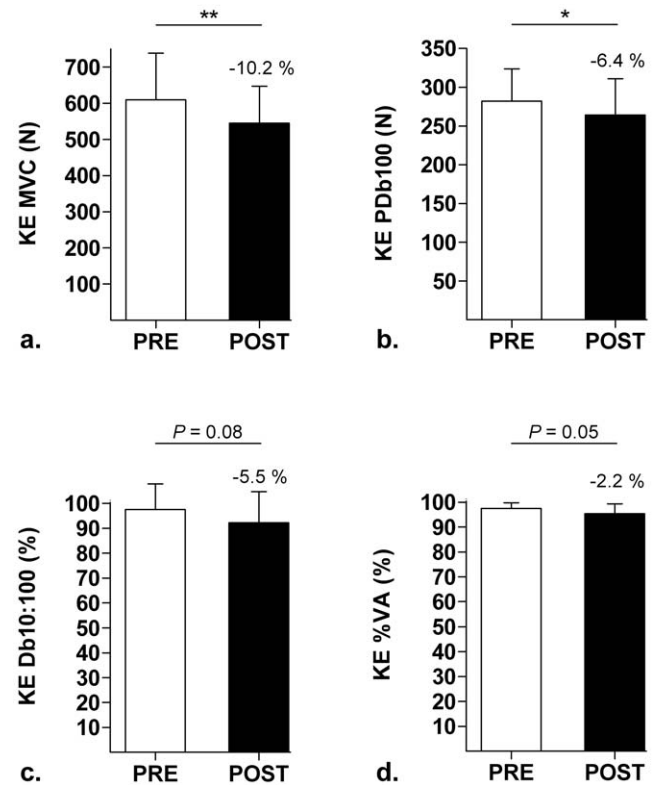 **
-10.2 %
KE MVC (N)
700
600
500
400
300
200
100
PRE POST
a.
*
-6.4 %
KE PDb100 (N)
350
300
250
200
150
100
50
PRE POST
b.
P = 0.08
-5.5 %
KE Db10:100 (%)
100
90
80
70
60
50
40
30
20
10
PRE POST
c.
P = 0.05
-2.2 %
KE %VA (%)
100
90
80
70
60
50
40
30
20
10
PRE POST
d.